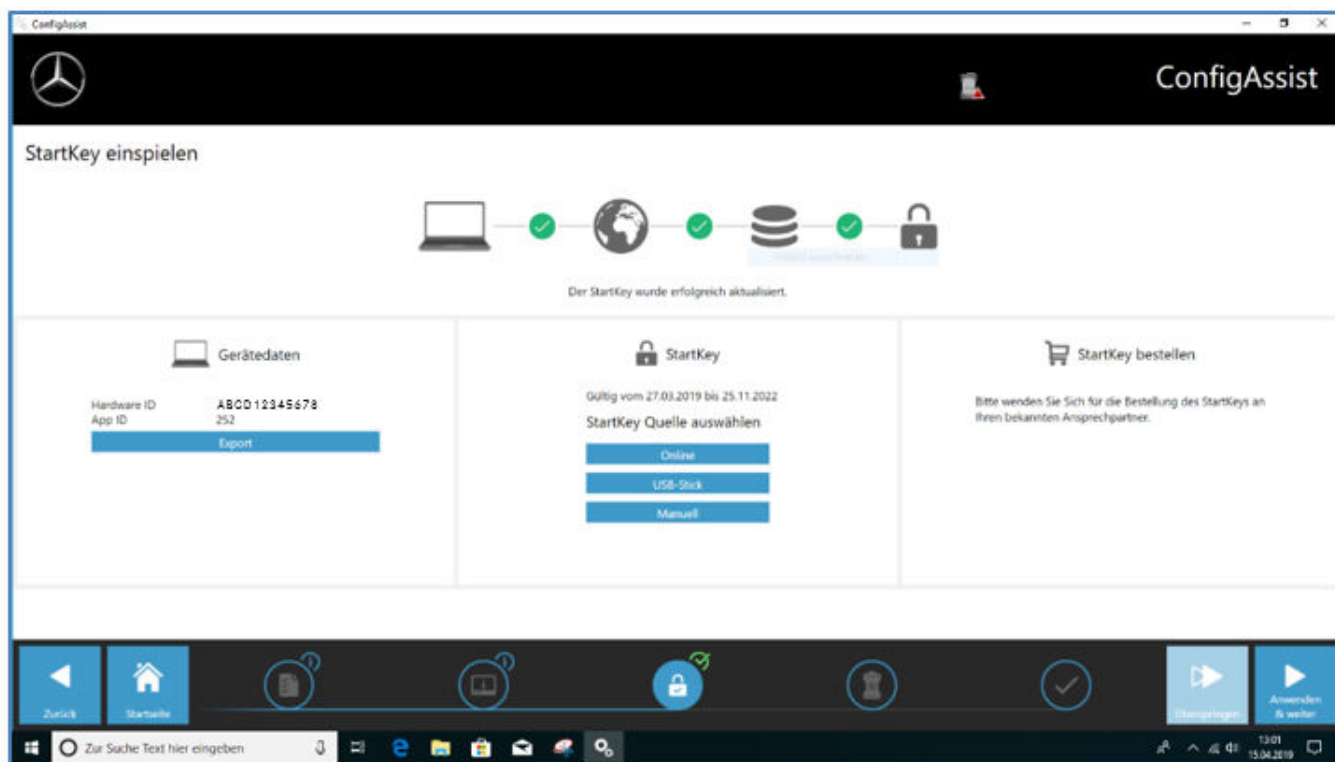 ConfigAssist
ConfigAssist
StartKey einspielen
Der StartKey wurde erfolgreich aktualisiert.
Gerätedaten
Hardware ID ABCD12345678
App ID 252
Export
StartKey
Gültig vom 27.03.2019 bis 25.11.2022
StartKey Quelle auswählen
Online
USB-Stick
Manuell
StartKey bestellen
Bitte wenden Sie Sich für die Bestellung des StartKeys an
Ihren bekannten Ansprechpartner.
Zurück
Startseite
Überspringen
Anwenden
& weiter
Zur Suche Text hier eingeben
13:01
15.04.2019